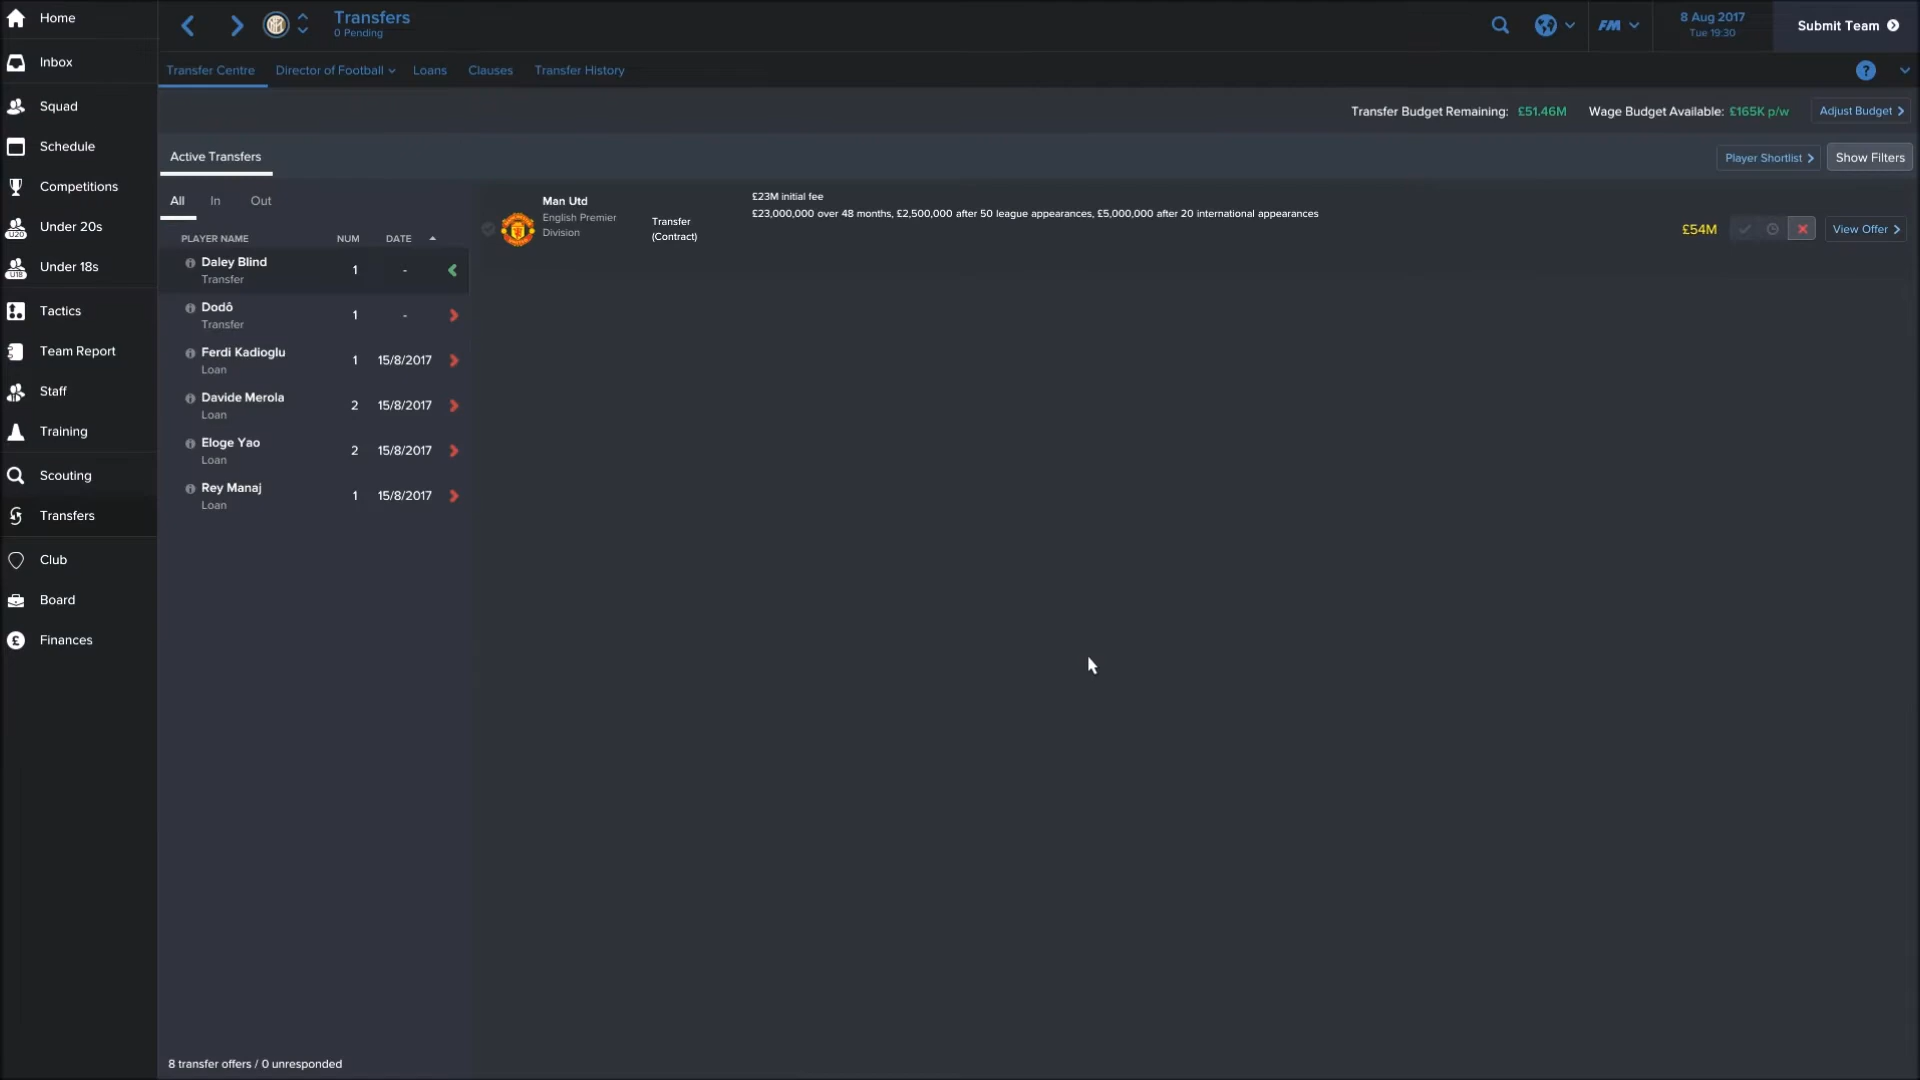 Home
Inbox
Squad
Schedule
Competitions
Under 20s
U20
Under 18s
U18
Tactics
Team Report
Staff
Training
Scouting
Transfers
Club
Board
Finances
Transfers
0 Pending
FM
8 Aug 2017
Tue 19:30
Submit Team
Transfer Centre
Director of Football
Loans
Clauses
Transfer History
?
Transfer Budget Remaining: £51.46M
Wage Budget Available: £165K p/w
Adjust Budget
Active Transfers
Player Shortlist
Show Filters
All
In
Out
PLAYER NAME NUM DATE
Daley Blind 1 -
Transfer
Dodô 1 -
Transfer
Ferdi Kadioglu 1 15/8/2017
Loan
Davide Merola 2 15/8/2017
Loan
Eloge Yao 2 15/8/2017
Loan
Rey Manaj 1 15/8/2017
Loan
Man Utd
English Premier
Division
Transfer
(Contract)
£23M initial fee
£23,000,000 over 48 months, £2,500,000 after 50 league appearances, £5,000,000 after 20 international appearances
£54M
View Offer
8 transfer offers / 0 unresponded